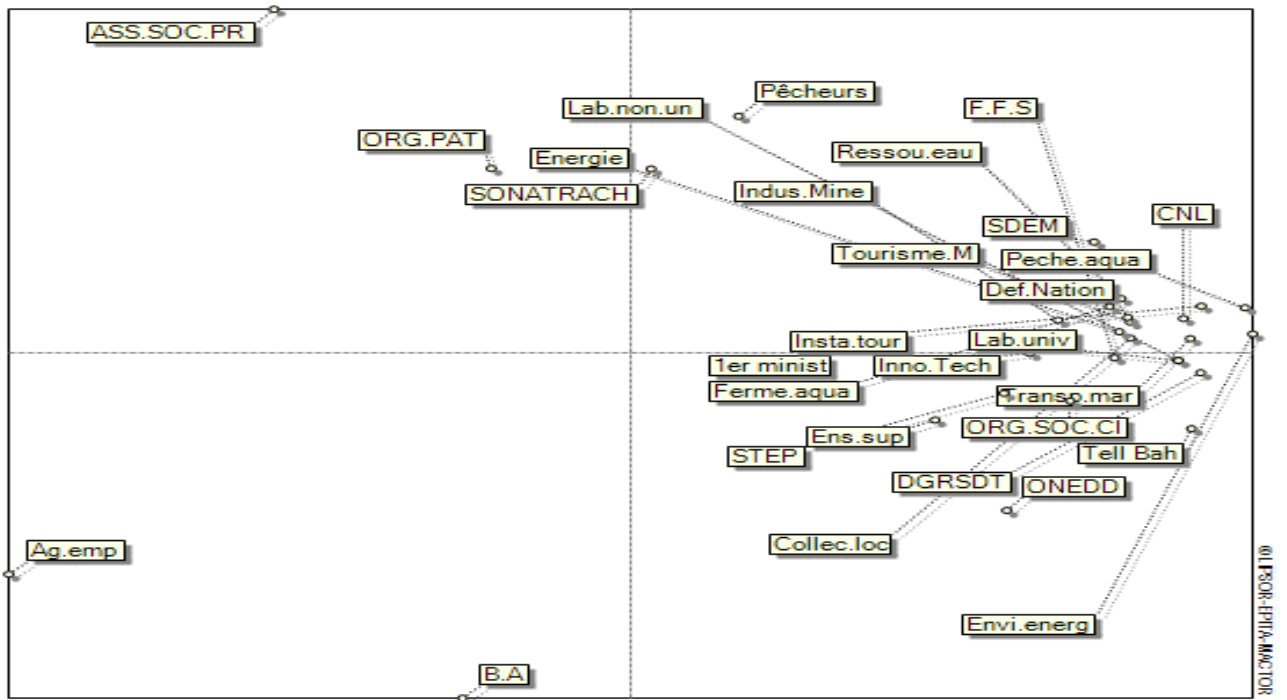 ASS.SOC.PR
Pêcheurs
Lab.non.un
F.F.S
ORG.PAT
Energie
Ressou.eau
SONATRACH
Indus.Mine
CNL
SDEM
Tourisme.M
Peche.aqua
Def.Nation
Insta.tour
Lab.univ
1er minist
Inno.Tech
Ferme.aqua
Transp.mar
Ens.sup
ORG.SOC.CI
STEP
Tell Bah
DGRSDT
ONEDD
Collec.loc
Ag.emp
Envi.energ
B.A
© LIPSOR-EPITA-MACTOR